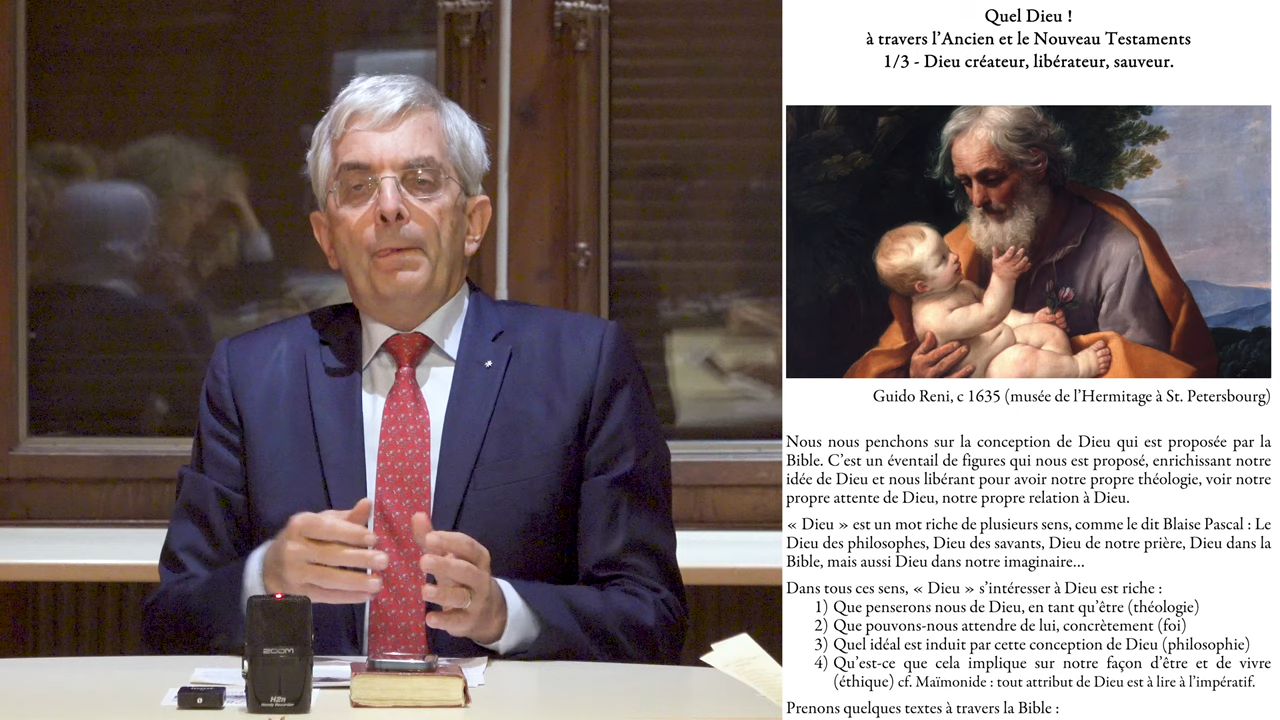 Quel Dieu !
à travers l'Ancien et le Nouveau Testaments
1/3 - Dieu créateur, libérateur, sauveur.
Guido Reni, c 1635 (musée de l'Hermitage à St. Petersbourg)
Nous nous penchons sur la conception de Dieu qui est proposée par la
Bible. C'est un éventail de figures qui nous est proposé, enrichissant notre
idée de Dieu et nous libérant pour avoir notre propre théologie, voir notre
propre attente de Dieu, notre propre relation à Dieu.
« Dieu » est un mot riche de plusieurs sens, comme le dit Blaise Pascal : Le
Dieu des philosophes, Dieu des savants, Dieu de notre prière, Dieu dans la
Bible, mais aussi Dieu dans notre imaginaire...
Dans tous ces sens, « Dieu » s'intéresser à Dieu est riche :
1) Que penserons nous de Dieu, en tant qu'être (théologie)
2) Que pouvons-nous attendre de lui, concrètement (foi)
3) Quel idéal est induit par cette conception de Dieu (philosophie)
4) Qu'est-ce que cela implique sur notre façon d'être et de vivre
(éthique) cf. Maïmonide : tout attribut de Dieu est à lire à l'impératif.
Prenons quelques textes à travers la Bible :
ZOOM
H2n
Handy Recorder